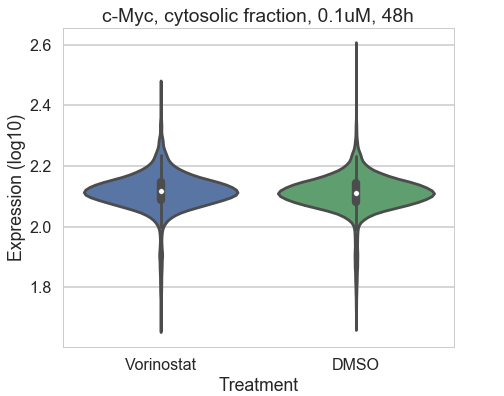 c-Myc, cytosolic fraction, 0.1uM, 48h
Expression (log10)
2.6
2.4
2.2
2.0
1.8
Vorinostat DMSO
Treatment